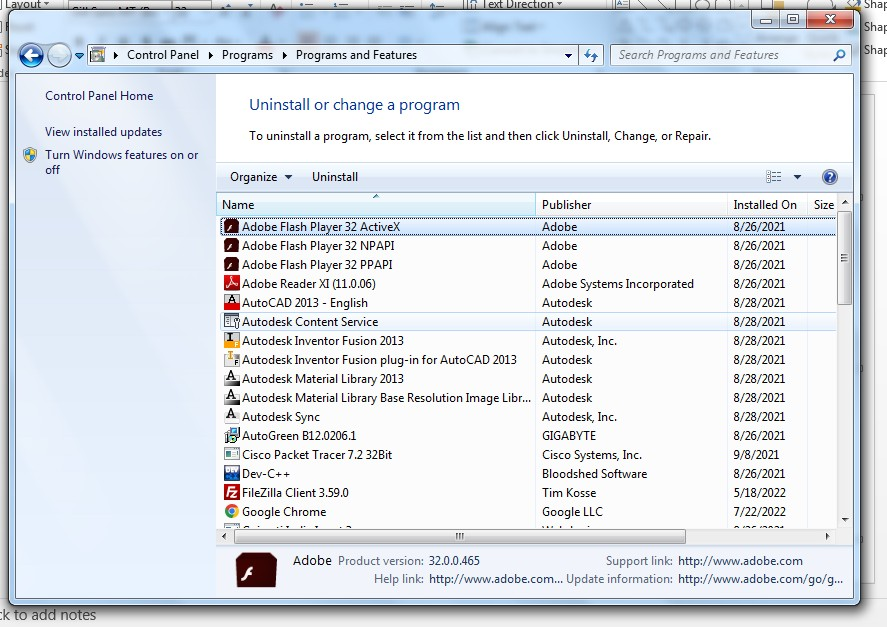 Layout
Text Direction
Shap
Shap
Shap
Control Panel ▸ Programs ▸ Programs and Features
Search Programs and Features
Control Panel Home
View installed updates
Turn Windows features on or
off
Uninstall or change a program
To uninstall a program, select it from the list and then click Uninstall, Change, or Repair.
Organize Uninstall
Name Publisher Installed On Size
Adobe Flash Player 32 ActiveX Adobe 8/26/2021
Adobe Flash Player 32 NPAPI Adobe 8/26/2021
Adobe Flash Player 32 PPAPI Adobe 8/26/2021
Adobe Reader XI (11.0.06) Adobe Systems Incorporated 8/26/2021
AutoCAD 2013 - English Autodesk 8/28/2021
Autodesk Content Service Autodesk 8/28/2021
Autodesk Inventor Fusion 2013 Autodesk, Inc. 8/28/2021
Autodesk Inventor Fusion plug-in for AutoCAD 2013 Autodesk 8/28/2021
Autodesk Material Library 2013 Autodesk 8/28/2021
Autodesk Material Library Base Resolution Image Libr... Autodesk 8/28/2021
Autodesk Sync Autodesk, Inc. 8/28/2021
AutoGreen B12.0206.1 GIGABYTE 8/26/2021
Cisco Packet Tracer 7.2 32Bit Cisco Systems, Inc. 9/8/2021
Dev-C++ Bloodshed Software 8/26/2021
FileZilla Client 3.59.0 Tim Kosse 5/18/2022
Google Chrome Google LLC 7/22/2022
Adobe Product version: 32.0.0.465 Support link: http://www.adobe.com
Help link: http://www.adobe.com... Update information: http://www.adobe.com/go/g...
ck to add notes